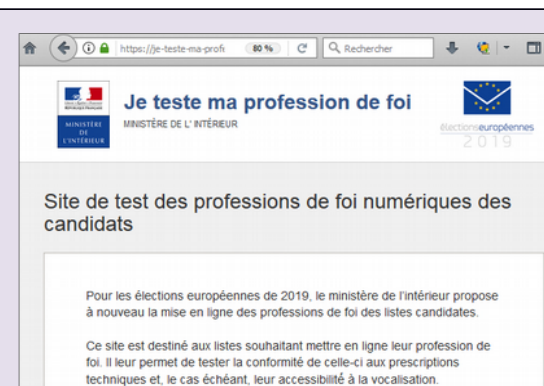 https://je-teste-ma-profe 80 % Rechercher
Je teste ma profession de foi
MINISTÈRE DE L' INTÉRIEUR
MINISTÈRE
DE
L'INTÉRIEUR
électionseuropéennes
2019
Site de test des professions de foi numériques des
candidats
Pour les élections européennes de 2019, le ministère de l'intérieur propose
à nouveau la mise en ligne des professions de foi des listes candidates.
Ce site est destiné aux listes souhaitant mettre en ligne leur profession de
foi. Il leur permet de tester la conformité de celle-ci aux prescriptions
techniques et, le cas échéant, leur accessibilité à la vocalisation.